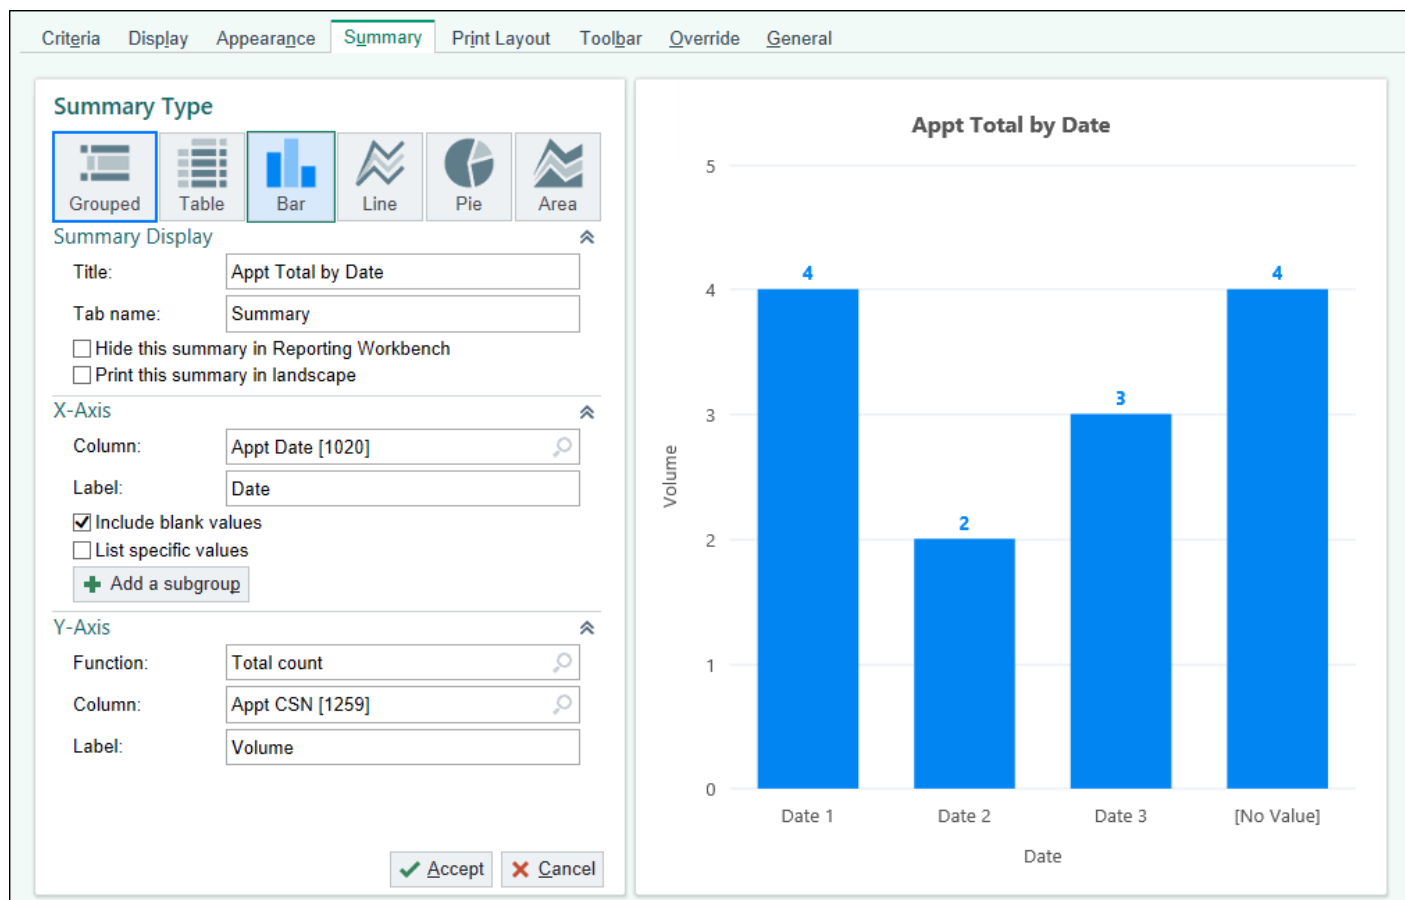 Criteria Display Appearance Summary Print Layout Toolbar Override General
Summary Type
Grouped Table Bar Line Pie Area
Summary Display
Title: Appt Total by Date
Tab name: Summary
Hide this summary in Reporting Workbench
Print this summary in landscape
X-Axis
Column: Appt Date [1020]
Label: Date
Include blank values
List specific values
Add a subgroup
Y-Axis
Function: Total count
Column: Appt CSN [1259]
Label: Volume
Accept Cancel
Appt Total by Date
5
4
3
2
1
0
Volume
4
2
3
4
Date 1 Date 2 Date 3 [No Value]
Date